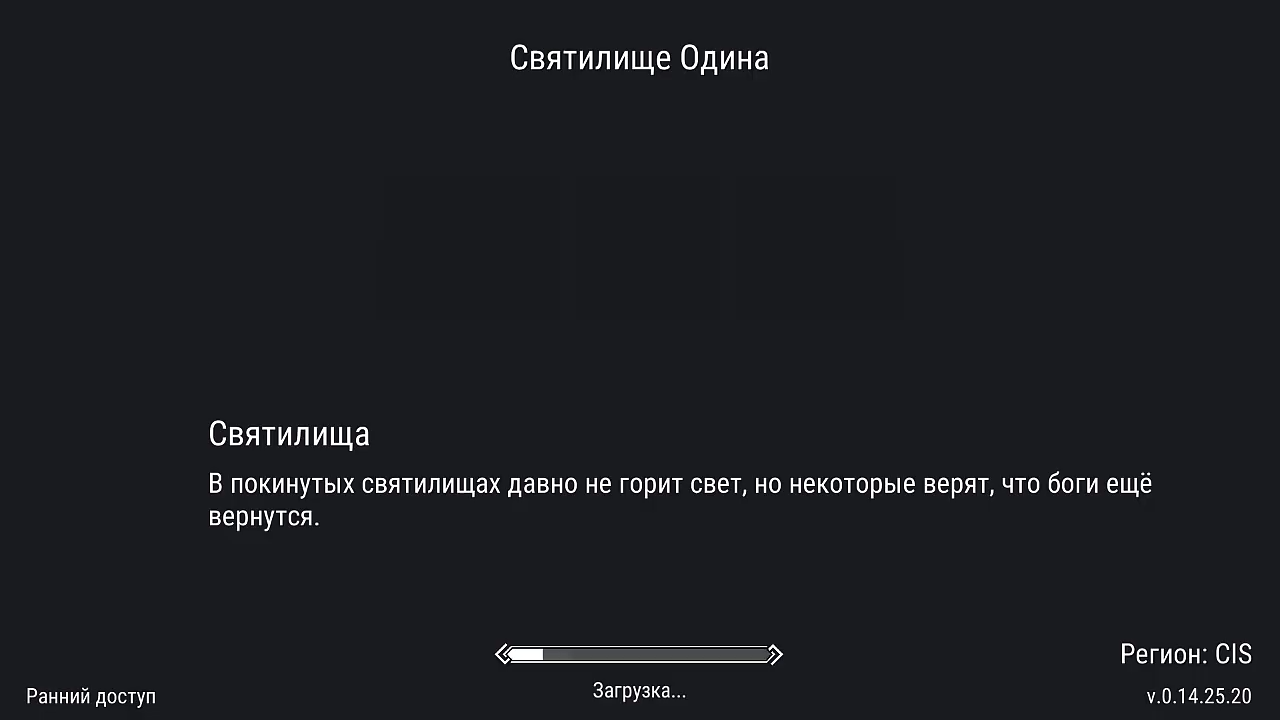 Святилище Одина
Святилища
В покинутых святилищах давно не горит свет, но некоторые верят, что боги ещё
вернутся.
Регион: CIS
Загрузка...
Ранний доступ
v.0.14.25.20